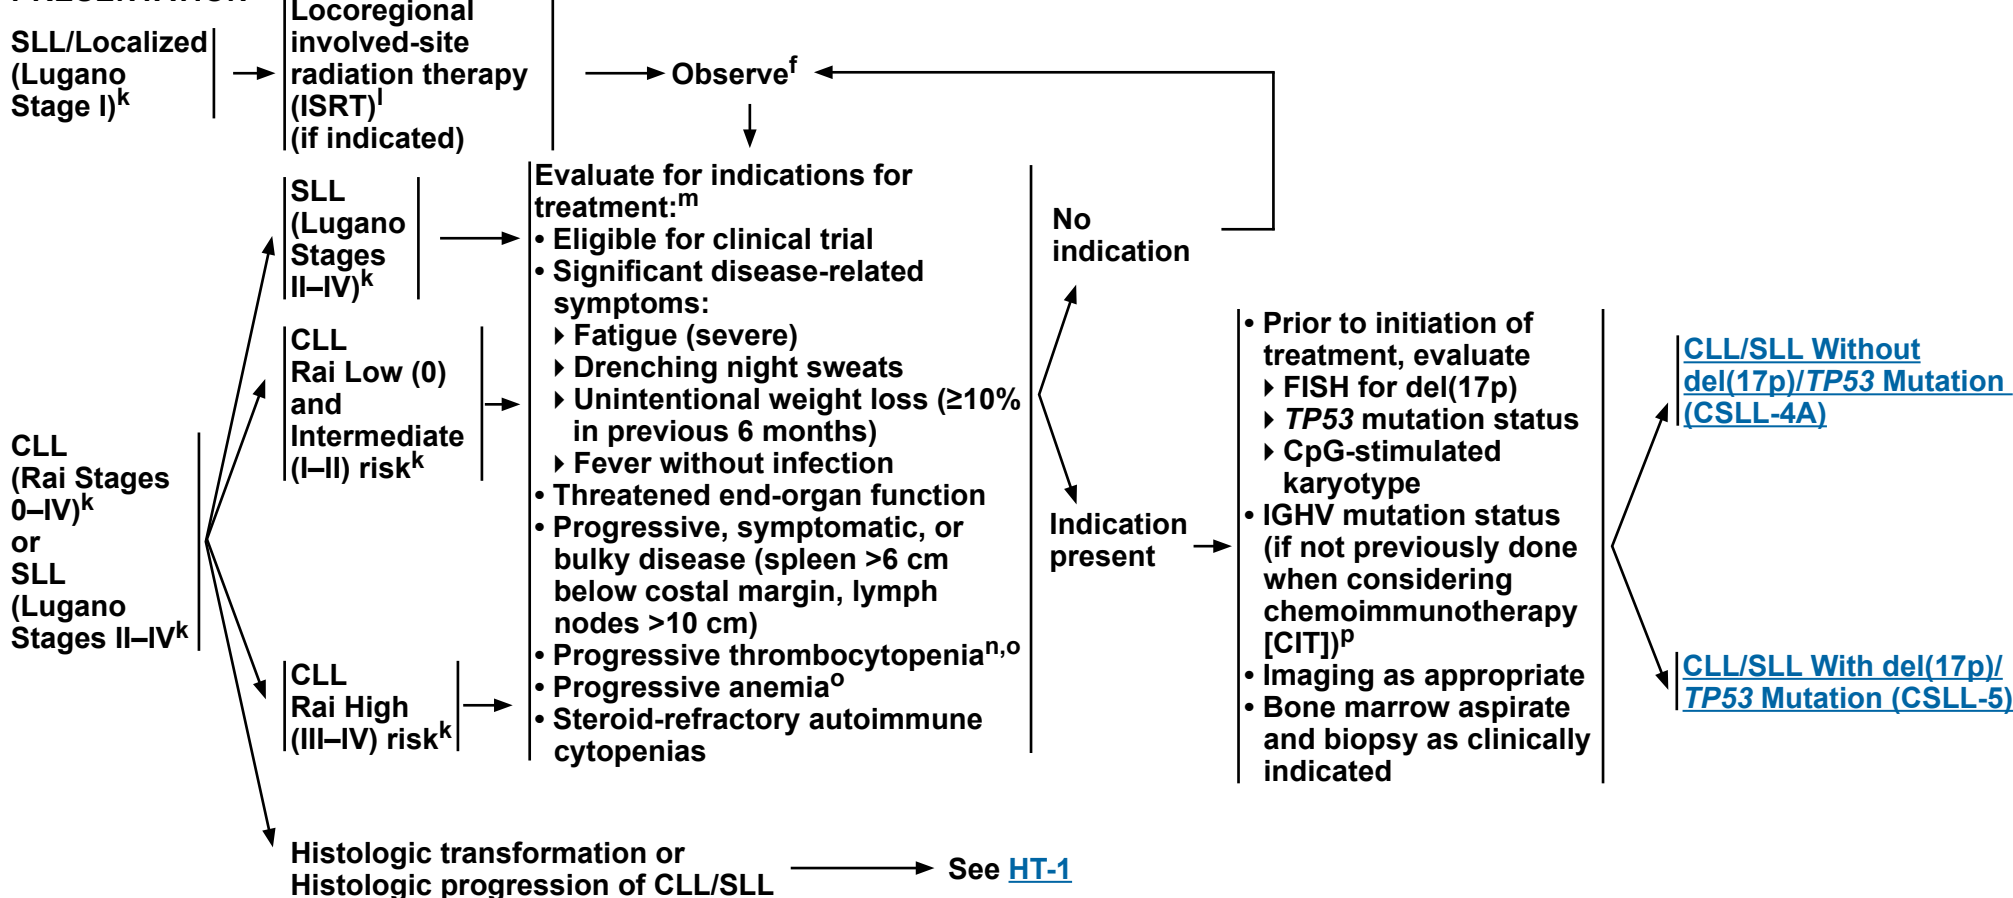 Locoregional
involved-site
radiation therapy
(ISRT)l
(if indicated)
SLL/Localized
(Lugano
Stage I)k
Observef
CLL
(Rai Stages
0–IV)k
or
SLL
(Lugano
Stages II–IVk
SLL
(Lugano
Stages
II–IV)k
CLL
Rai Low (0)
and
Intermediate
(I–II) riskk
CLL
Rai High
(III–IV) riskk
Histologic transformation or
Histologic progression of CLL/SLL
See HT-1
Evaluate for indications for
treatment:m
• Eligible for clinical trial
• Significant disease-related
symptoms:
▸ Fatigue (severe)
▸ Drenching night sweats
▸ Unintentional weight loss (≥10%
in previous 6 months)
▸ Fever without infection
• Threatened end-organ function
• Progressive, symptomatic, or
bulky disease (spleen >6 cm
below costal margin, lymph
nodes >10 cm)
• Progressive thrombocytopenian,o
• Progressive anemiao
• Steroid-refractory autoimmune
cytopenias
No
indication
Indication
present
• Prior to initiation of
treatment, evaluate
▸ FISH for del(17p)
▸ TP53 mutation status
▸ CpG-stimulated
karyotype
• IGHV mutation status
(if not previously done
when considering
chemoimmunotherapy
[CIT])p
• Imaging as appropriate
• Bone marrow aspirate
and biopsy as clinically
indicated
CLL/SLL Without
del(17p)/TP53 Mutation
(CSLL-4A)
CLL/SLL With del(17p)/
TP53 Mutation (CSLL-5)